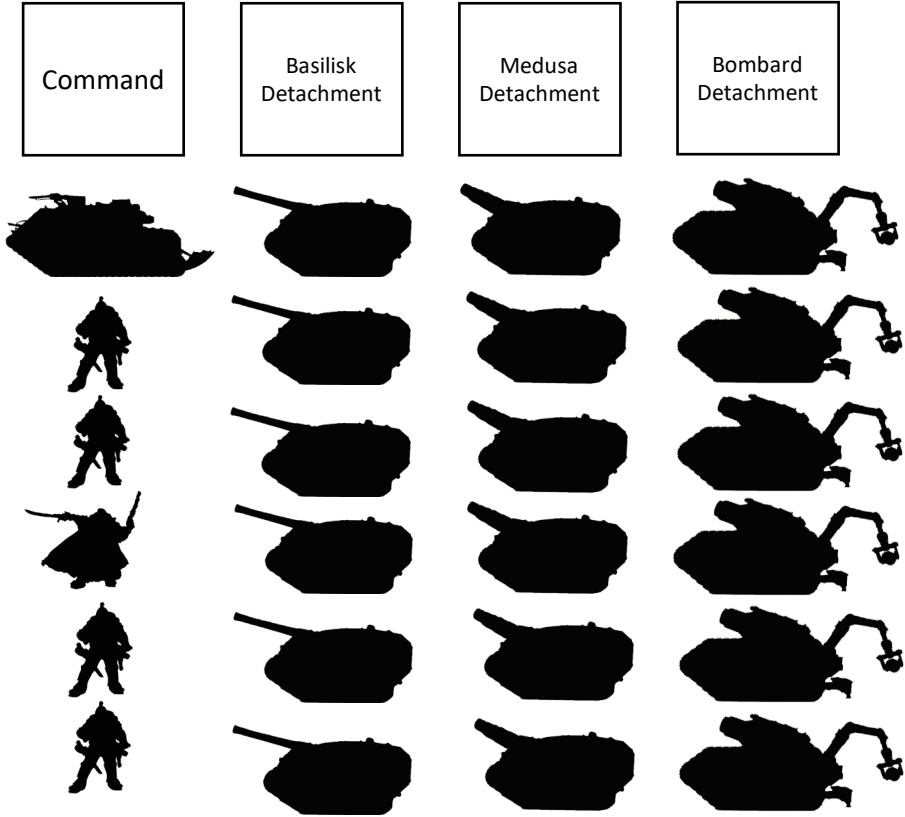 Command
Basilisk
Detachment
Medusa
Detachment
Bombard
Detachment